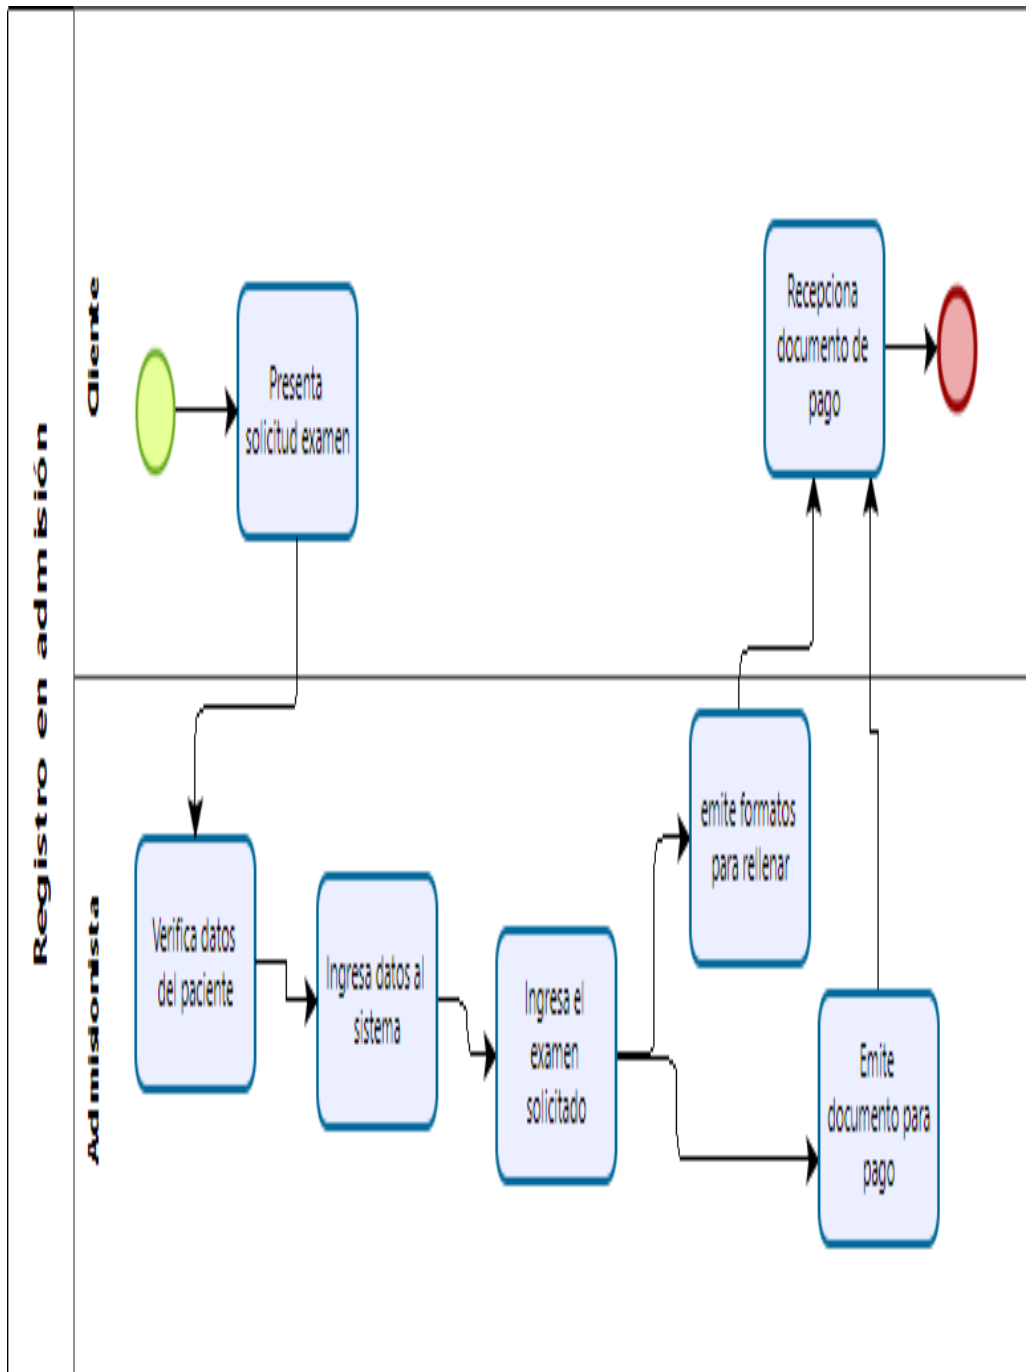 Registro en admisión
Cliente
Presenta
solicitud examen
Recepciona
documento de
pago
Admisionista
Verifica datos
del paciente
Ingresa datos al
sistema
Ingresa el
examen
solicitado
emite formatos
para rellenar
Emite
documento para
pago